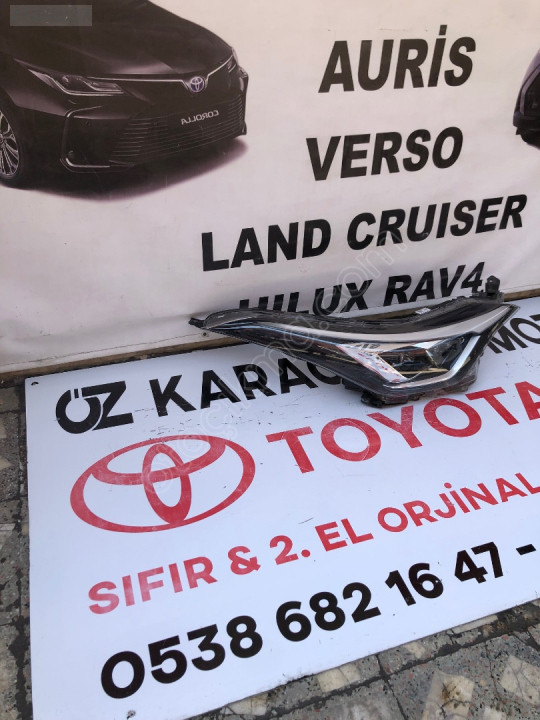 AURİS
VERSO
LAND CRUISER
HILUX RAV4
COROLLA
ÖZ KARAC
TOYOTA
SIFIR & 2. EL ORJİNAL
0538 682 16 47 -